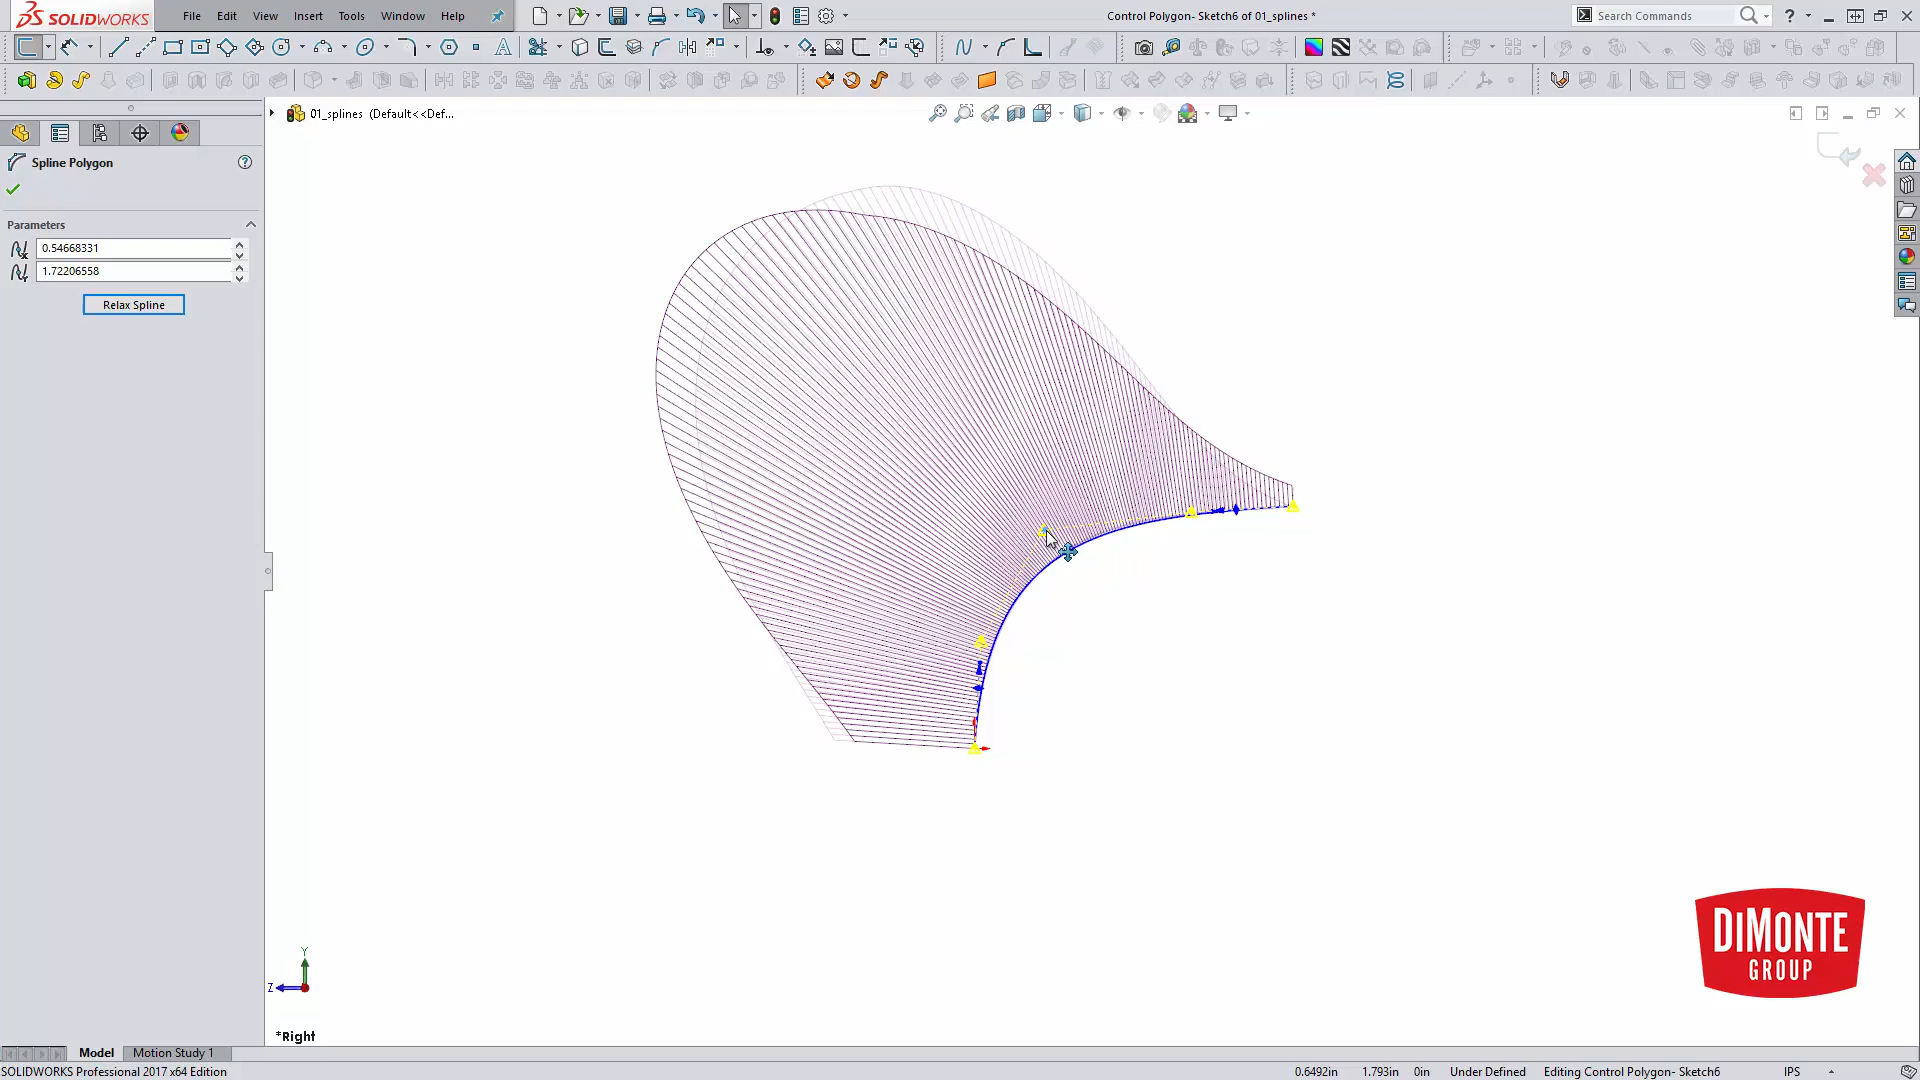 SOLIDWORKS
File Edit View Insert Tools Window Help
Control Polygon- Sketch6 of 01_splines *
Search Commands
01_splines (Default<<Def...
Spline Polygon
Parameters
0.54668331
1.72206558
Relax Spline
DIMONTE
GROUP
Y
Z
*Right
Model Motion Study 1
SOLIDWORKS Professional 2017 x64 Edition
0.6492in 1.793in 0in Under Defined Editing Control Polygon- Sketch6 IPS